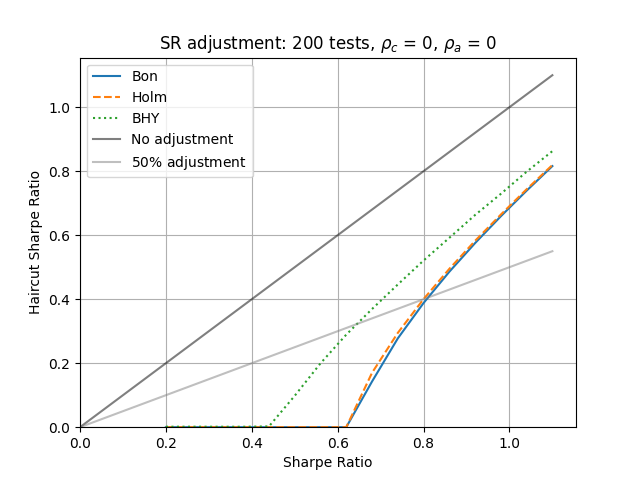 SR adjustment: 200 tests, ρc = 0, ρa = 0
Bon
Holm
BHY
No adjustment
50% adjustment
Haircut Sharpe Ratio
1.0
0.8
0.6
0.4
0.2
0.0
0.0 0.2 0.4 0.6 0.8 1.0
Sharpe Ratio